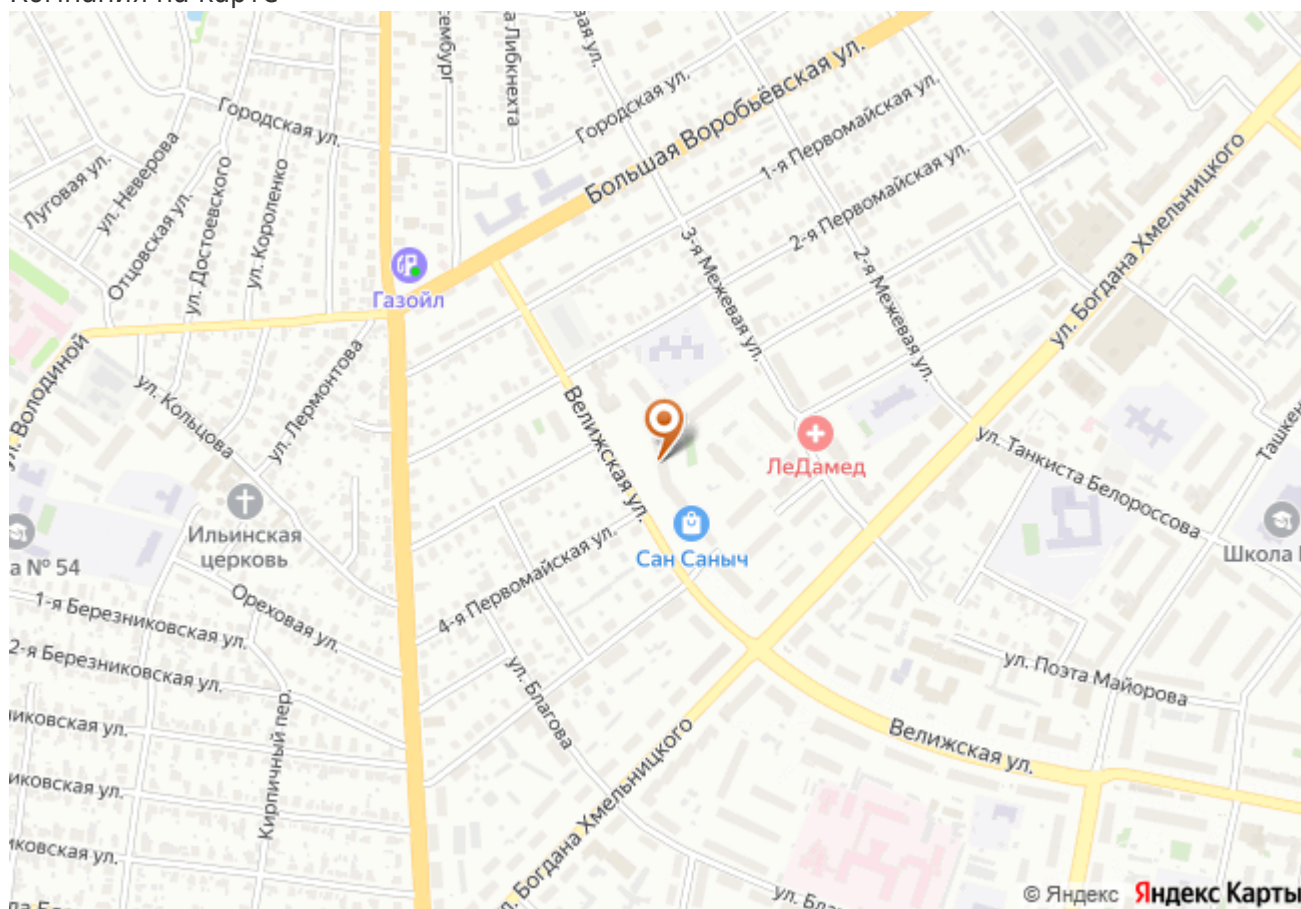 Компания на карте
Городская ул.
Городская ул.
Большая Воробьёвская ул.
1-я Первомайская ул.
2-я Первомайская ул.
3-я Межевая ул.
2-я Межевая ул.
ул. Богдана Хмельницкого
Луговая ул.
ул. Неверова
Отцовская ул.
ул. Достоевского
ул. Короленко
Газойл
ул. Лермонтова
ул. Кольцова
ул. Володиной
Велижская ул.
ЛеДамед
ул. Танкиста Белороссова
Ильинская
церковь
Сан Саныч
Школа
№ 54
1-я Березниковская ул.
2-я Березниковская ул.
Ореховая ул.
4-я Первомайская ул.
ул. Благова
Кирпичный пер.
ул. Поэта Майорова
Велижская ул.
ул. Богдана Хмельницкого
© Яндекс Яндекс Карты